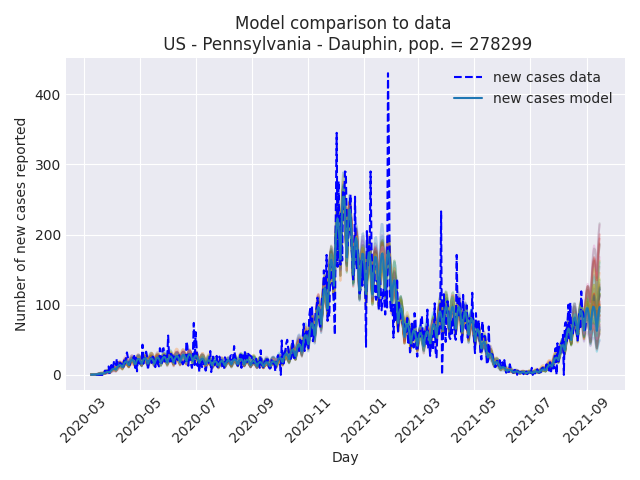 Model comparison to data
US - Pennsylvania - Dauphin, pop. = 278299
new cases data
new cases model
Number of new cases reported
400
300
200
100
0
2020-03
2020-05
2020-07
2020-09
2020-11
2021-01
2021-03
2021-05
2021-07
2021-09
Day